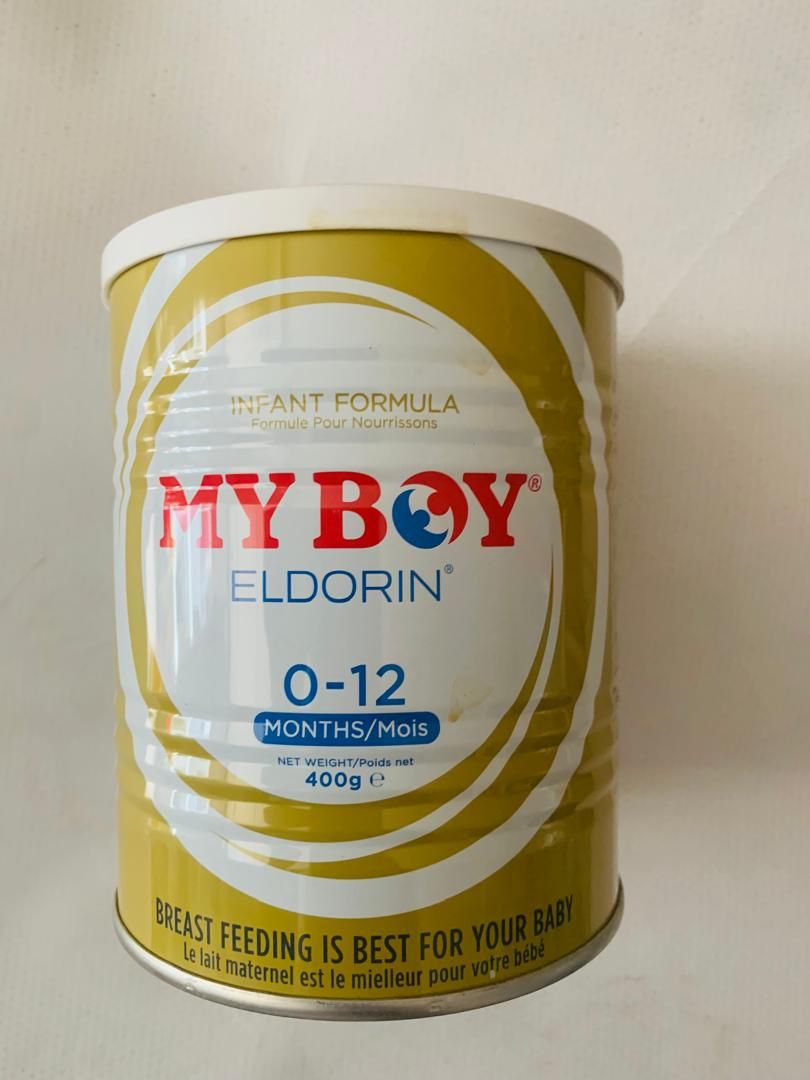 INFANT FORMULA
Formule Pour Nourrissons
MY BOY®
ELDORIN®
0-12
MONTHS/Mois
NET WEIGHT/Poids net
400g ℮
BREAST FEEDING IS BEST FOR YOUR BABY
Le lait maternel est le mielleur pour votre bébé